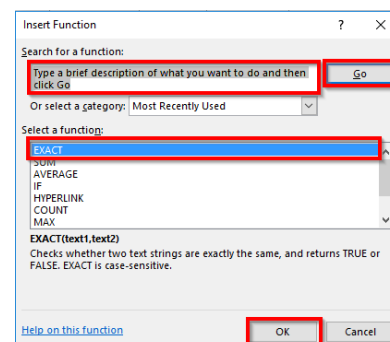 Insert Function ? ×
Search for a function:
Type a brief description of what you want to do and then
click Go
Go
Or select a category: Most Recently Used
Select a function:
EXACT
SUM
AVERAGE
IF
HYPERLINK
COUNT
MAX
EXACT(text1,text2)
Checks whether two text strings are exactly the same, and returns TRUE or
FALSE. EXACT is case-sensitive.
Help on this function OK Cancel